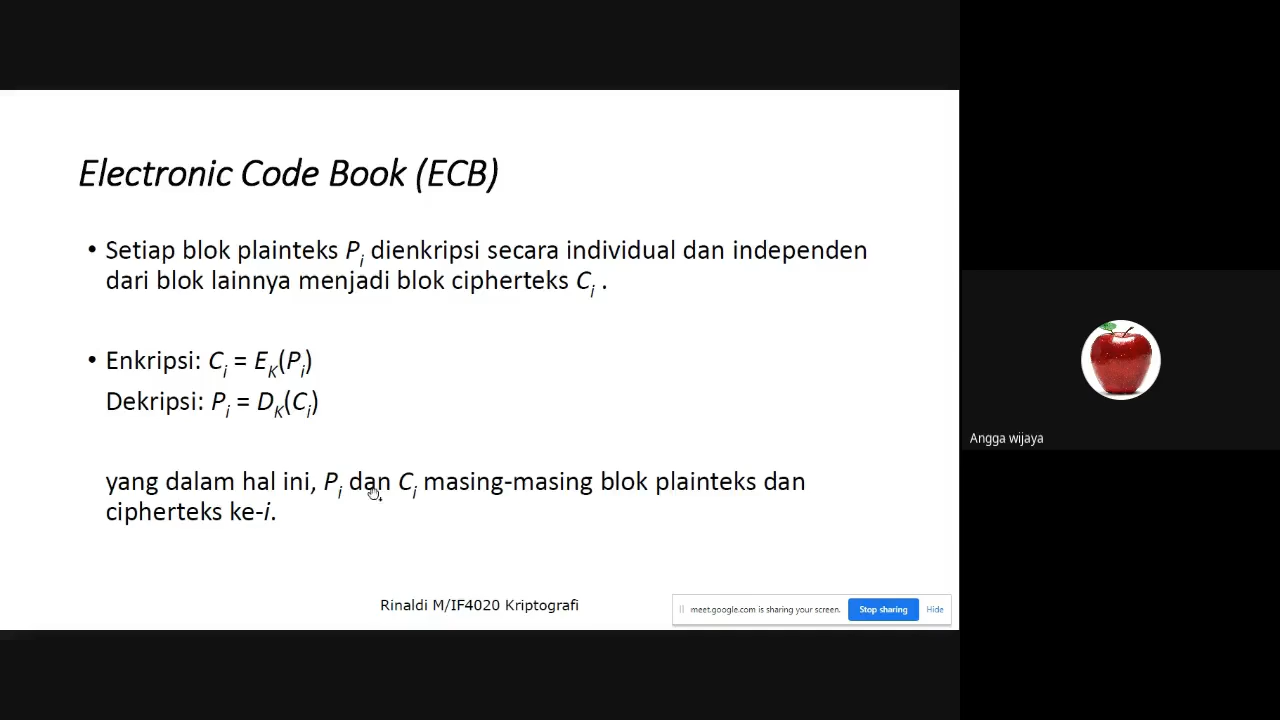 Electronic Code Book (ECB)
• Setiap blok plainteks Pi dienkripsi secara individual dan independen
dari blok lainnya menjadi blok cipherteks Ci .
• Enkripsi: Ci = EK(Pi)
Dekripsi: Pi = DK(Ci)
yang dalam hal ini, Pi dan Ci masing-masing blok plainteks dan
cipherteks ke-i.
Rinaldi M/IF4020 Kriptografi
meet.google.com is sharing your screen. Stop sharing Hide
Angga wijaya